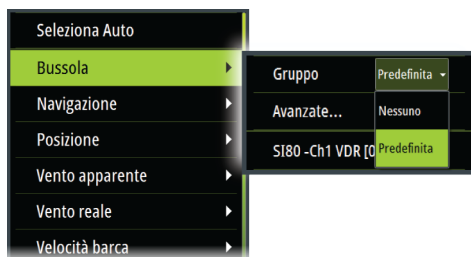 Seleziona Auto
Bussola
Navigazione
Posizione
Vento apparente
Vento reale
Velocità barca
Gruppo Predefinita
Avanzate... Nessuno
SI80 -Ch1 VDR [0 Predefinita